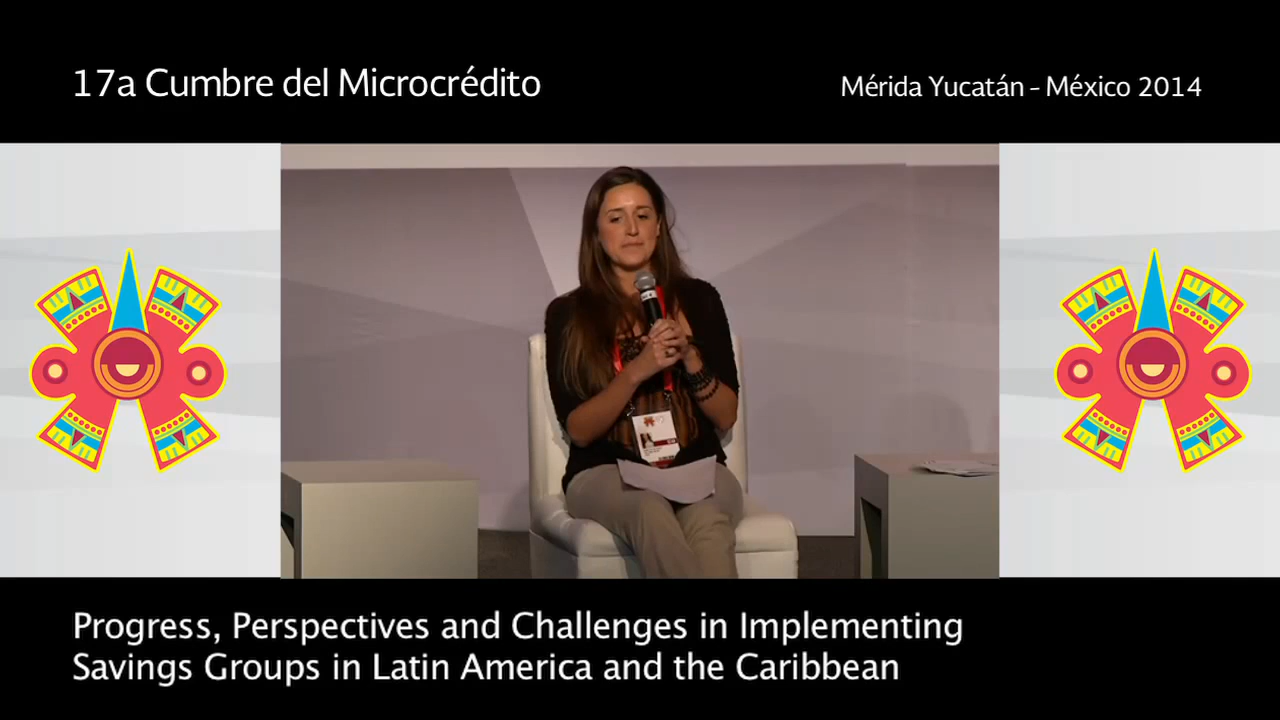 17a Cumbre del Microcrédito
Mérida Yucatán - México 2014
Progress, Perspectives and Challenges in Implementing
Savings Groups in Latin America and the Caribbean